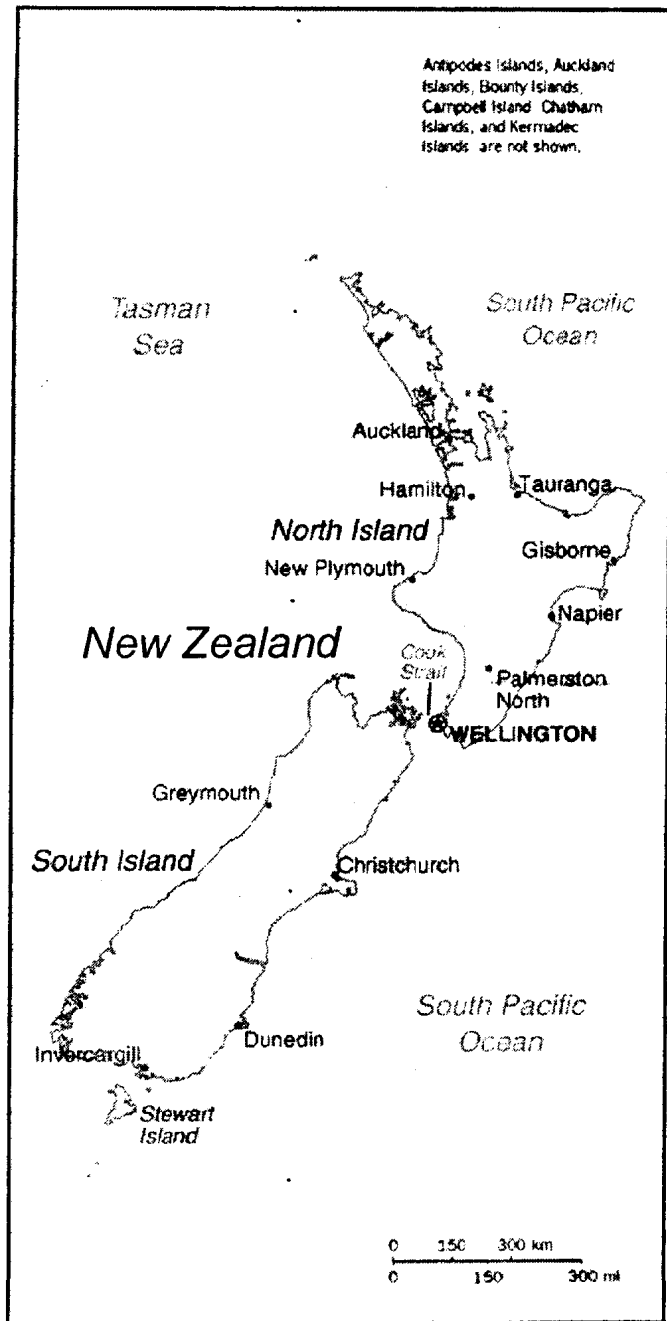 Antipodes Islands, Auckland
Islands, Bounty Islands,
Campbell Island Chatham
Islands, and Kermadec
Islands are not shown.
Tasman
Sea
South Pacific
Ocean
Auckland
Hamilton
Tauranga
North Island
Gisborne
New Plymouth
Napier
New Zealand
Cook
Strait
Palmerston
North
WELLINGTON
Greymouth
South Island
Christchurch
South Pacific
Ocean
Invercargill
Dunedin
Stewart
Island
0 150 300 km
0 150 300 mi